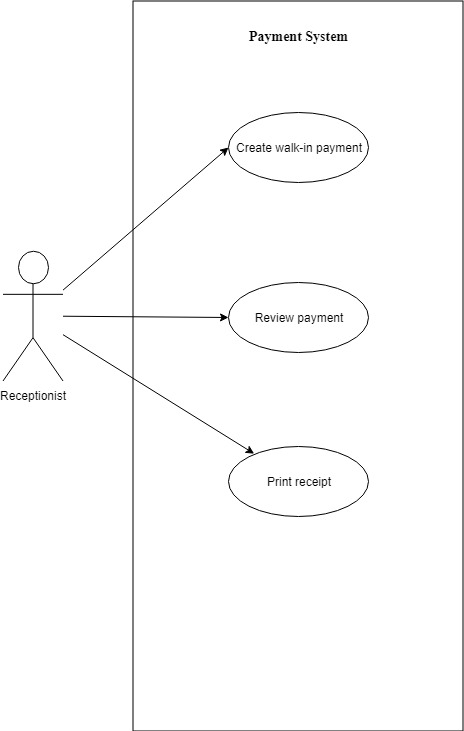 Payment System
Create walk-in payment
Review payment
Receptionist
Print receipt